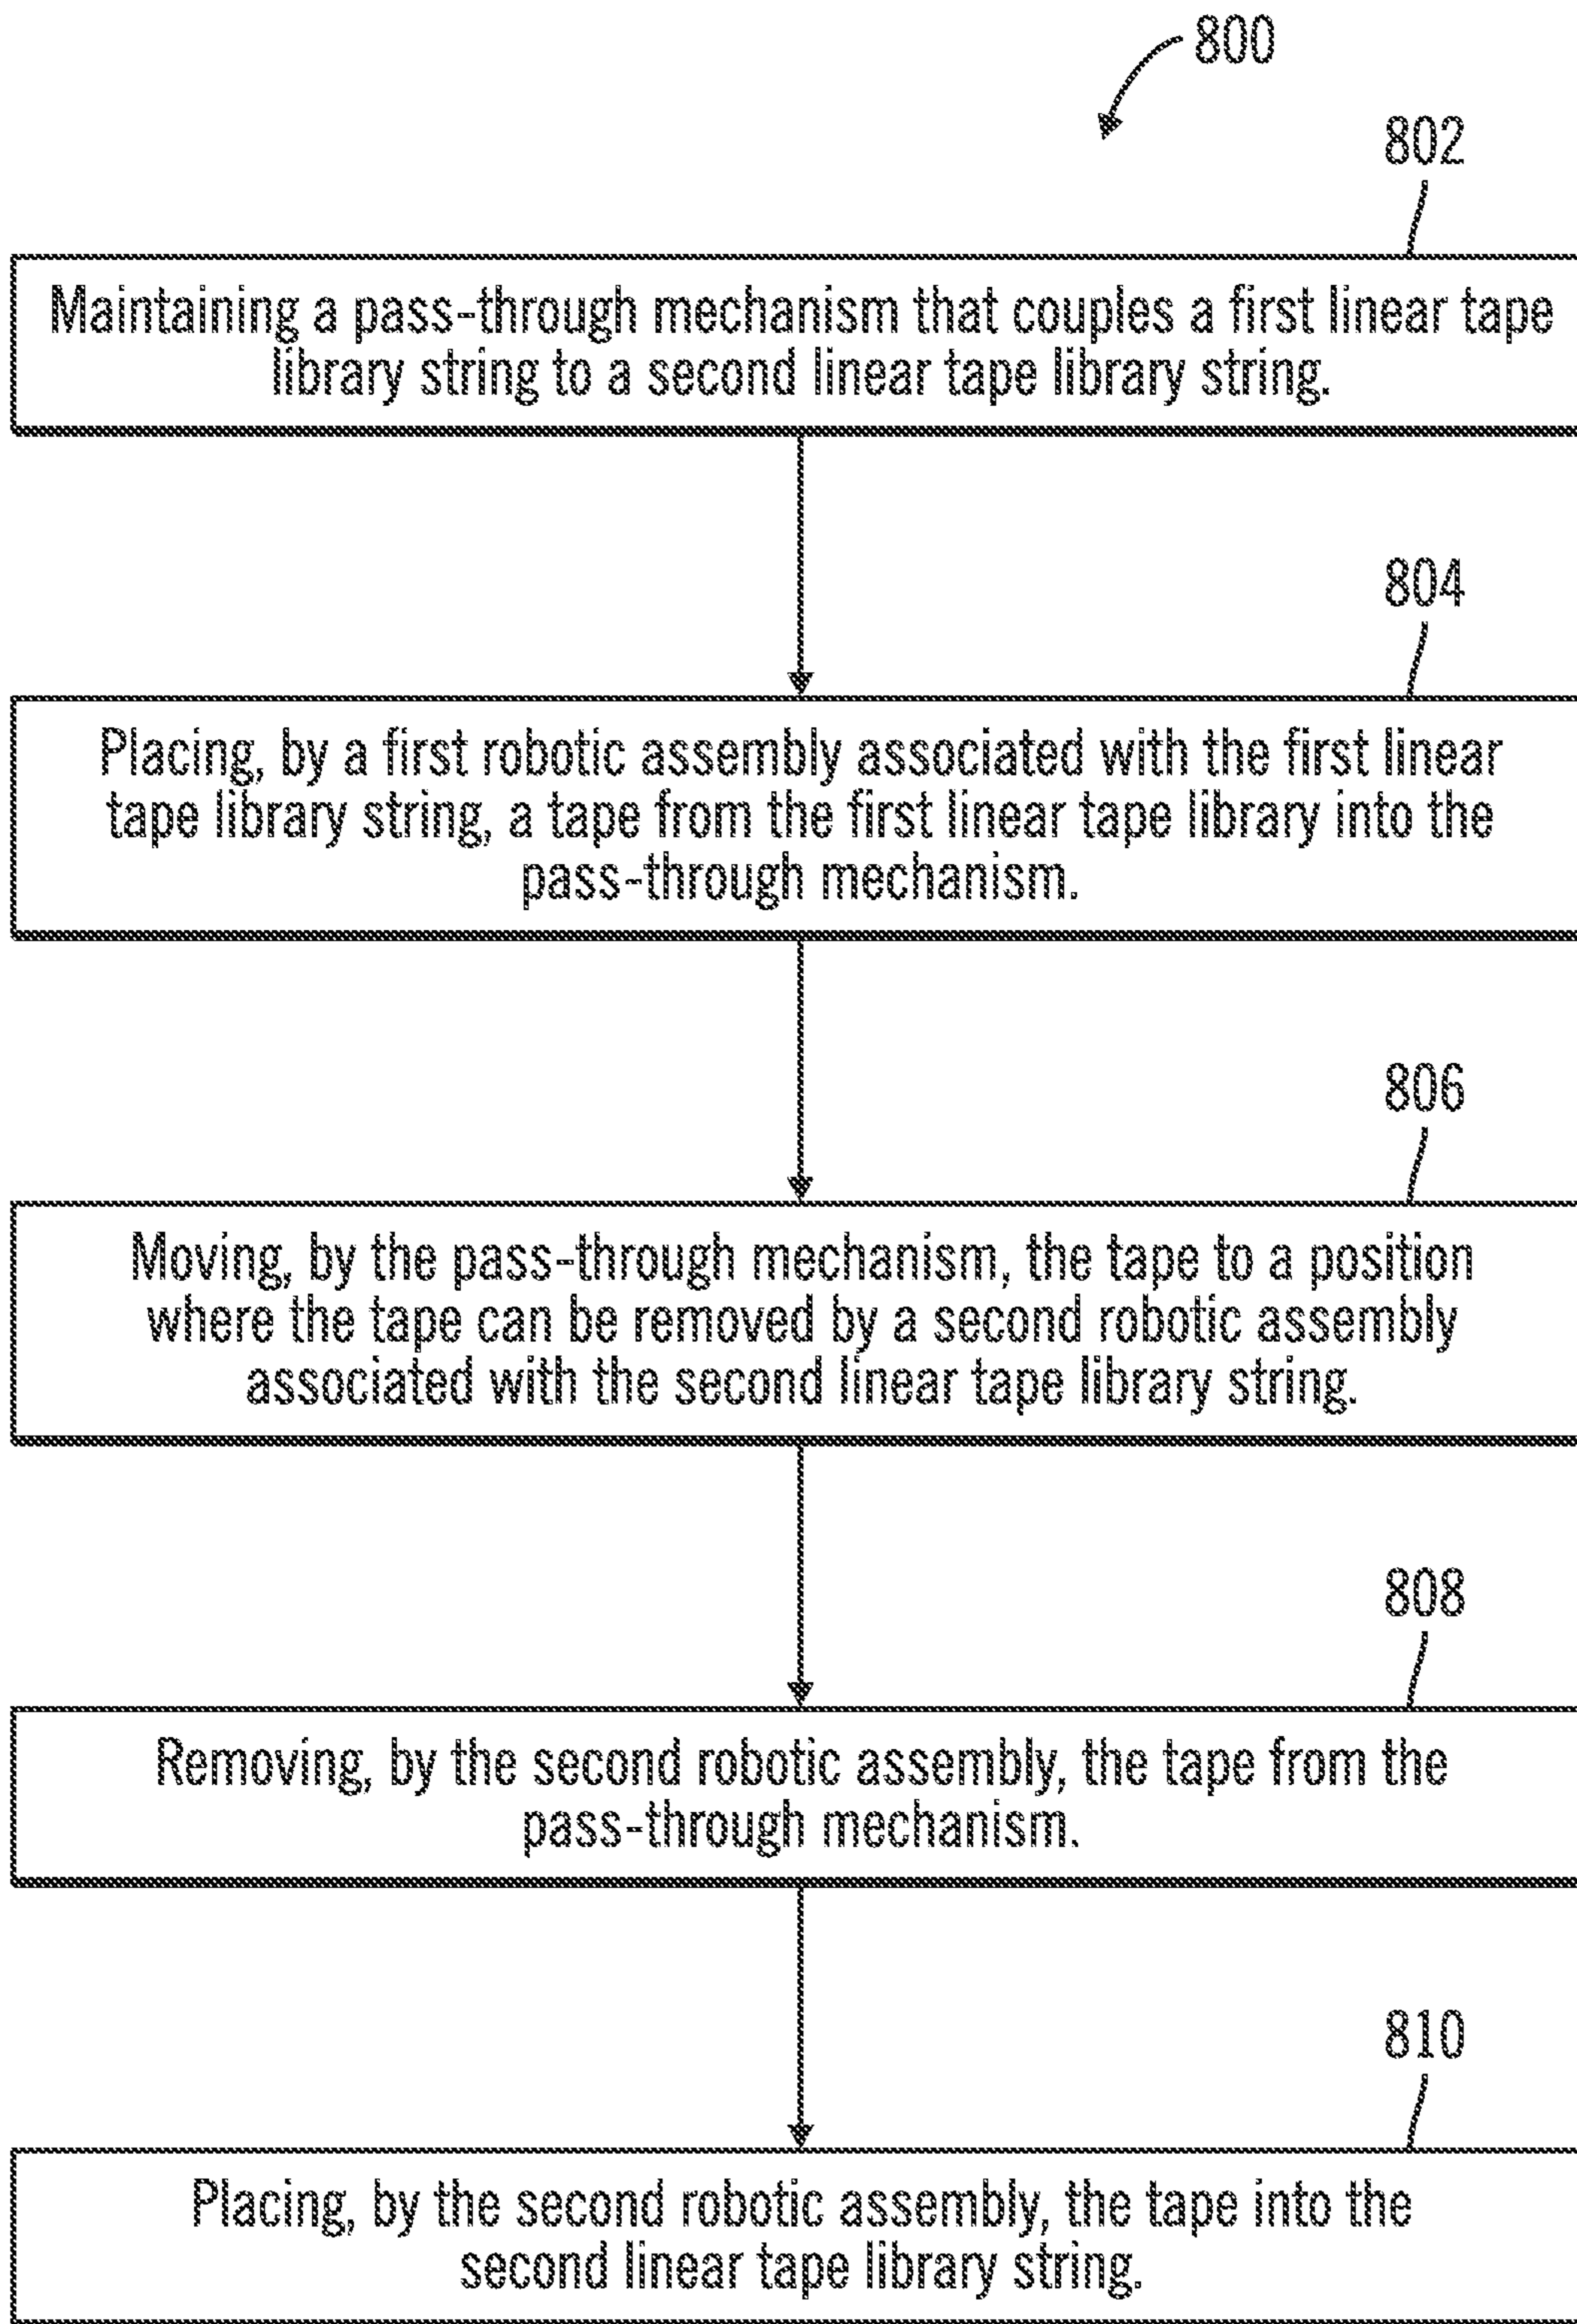 800
802
Maintaining a pass-through mechanism that couples a first linear tape
library string to a second linear tape library string.
804
Placing, by a first robotic assembly associated with the first linear
tape library string, a tape from the first linear tape library into the
pass-through mechanism.
806
Moving, by the pass-through mechanism, the tape to a position
where the tape can be removed by a second robotic assembly
associated with the second linear tape library string.
808
Removing, by the second robotic assembly, the tape from the
pass-through mechanism.
810
Placing, by the second robotic assembly, the tape into the
second linear tape library string.